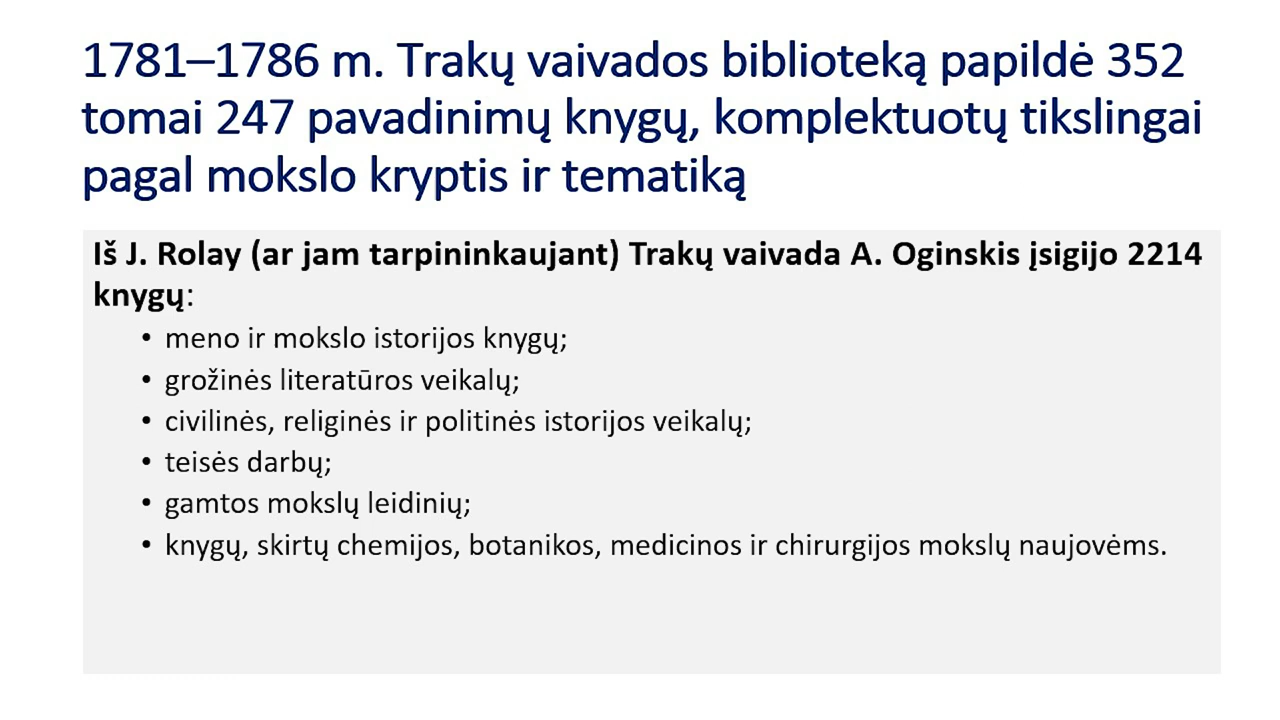 1781–1786 m. Trakų vaivados biblioteką papildė 352
tomai 247 pavadinimų knygų, komplektuotų tikslingai
pagal mokslo kryptis ir tematiką
Iš J. Rolay (ar jam tarpininkaujant) Trakų vaivada A. Oginskis įsigijo 2214
knygų:
• meno ir mokslo istorijos knygų;
• grožinės literatūros veikalų;
• civilinės, religinės ir politinės istorijos veikalų;
• teisės darbų;
• gamtos mokslų leidinių;
• knygų, skirtų chemijos, botanikos, medicinos ir chirurgijos mokslų naujovėms.